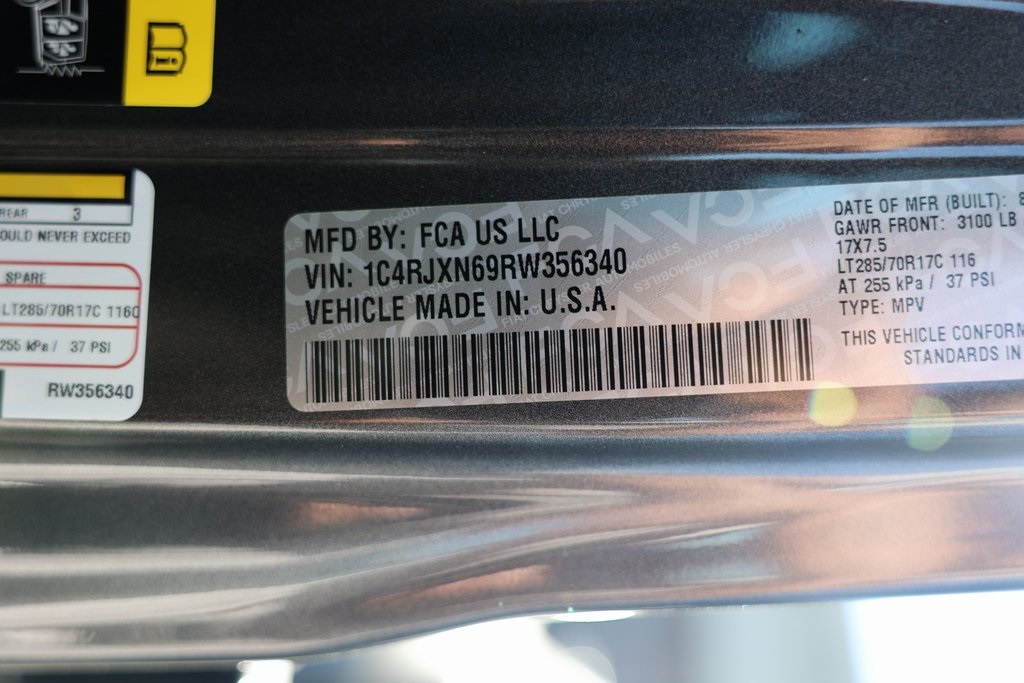 REAR 3
OULD NEVER EXCEED
SPARE
LT285/70R17C 116
255 kPa / 37 PSI
RW356340
MFD BY: FCA US LLC
VIN: 1C4RJXN69RW356340
VEHICLE MADE IN: U.S.A.
DATE OF MFR (BUILT):
GAWR FRONT: 3100 LB
17X7.5
LT285/70R17C 116
AT 255 kPa / 37 PSI
TYPE: MPV
THIS VEHICLE CONFORM
STANDARDS IN